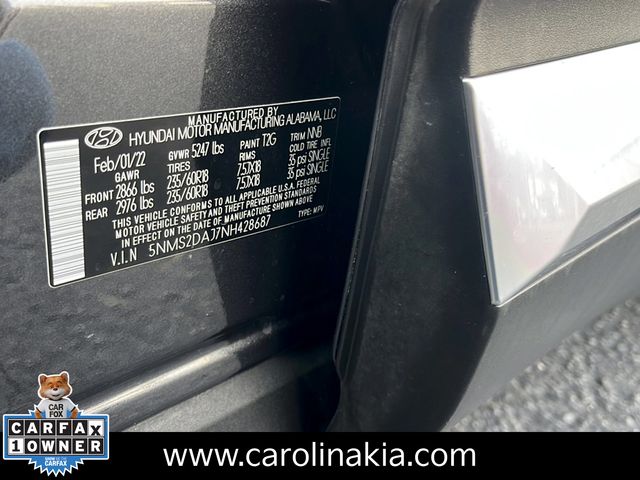 MANUFACTURED BY
HYUNDAI MOTOR MANUFACTURING ALABAMA, LLC
Feb/01/22 GVWR 5247 lbs PAINT T2G TRIM NNB
GAWR TIRES RIMS COLD TIRE INFL
FRONT 2866 lbs 235/60R18 7.5JX18 35 psi SINGLE
REAR 2976 lbs 235/60R18 7.5JX18 35 psi SINGLE
THIS VEHICLE CONFORMS TO ALL APPLICABLE U.S.A. FEDERAL
MOTOR VEHICLE SAFETY AND THEFT PREVENTION STANDARDS
IN EFFECT ON THE DATE OF MANUFACTURE SHOWN ABOVE.
V.I.N 5NMS2DAJ7NH428687 TYPE: MPV
CAR
FOX
CARFAX
1 OWNER
SHOW ME THE
CARFAX
www.carolinakia.com